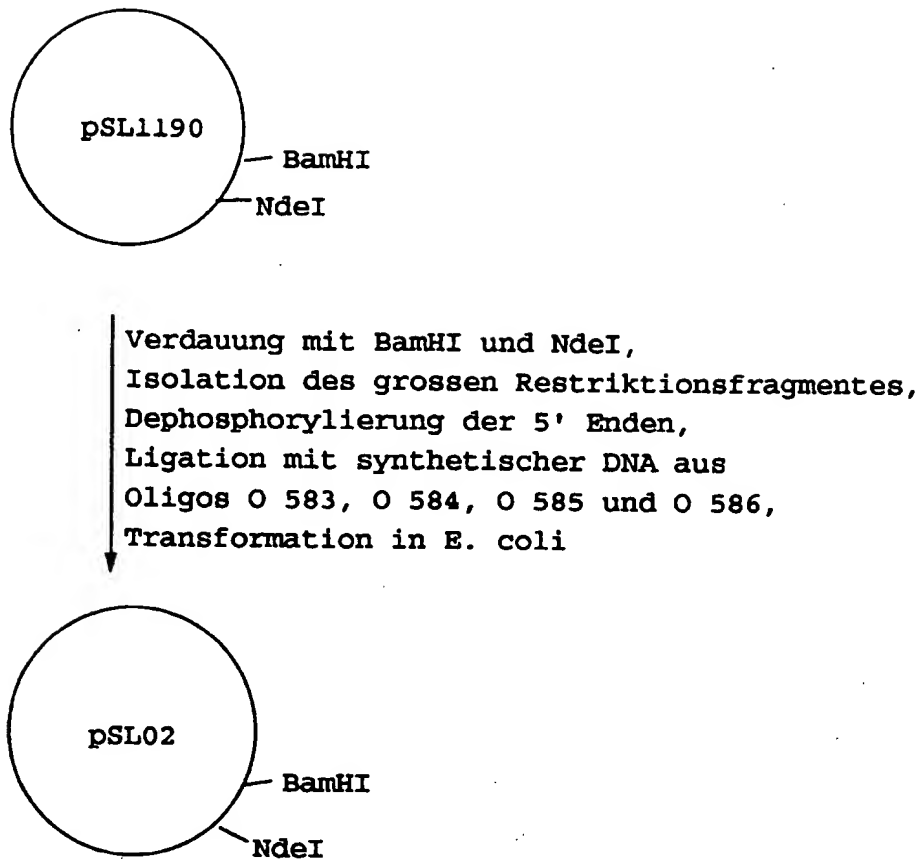 pSL1190
BamHI
NdeI
Verdauung mit BamHI und NdeI,
Isolation des grossen Restriktionsfragmentes,
Dephosphorylierung der 5' Enden,
Ligation mit synthetischer DNA aus
Oligos O 583, O 584, O 585 und O 586,
Transformation in E. coli
pSL02
BamHI
NdeI